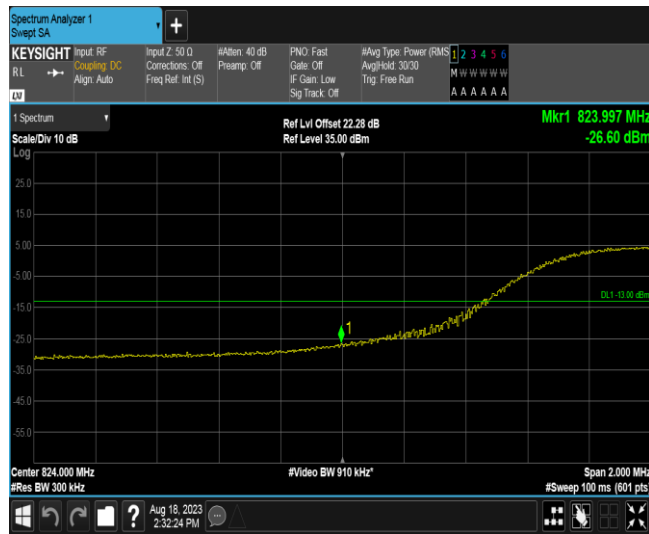 Spectrum Analyzer 1
Swept SA
KEYSIGHT
RL
LXI
Input: RF
Coupling: DC
Align: Auto
Input Z: 50 Ω
Corrections: Off
Freq Ref: Int (S)
#Atten: 40 dB
Preamp: Off
PNO: Fast
Gate: Off
IF Gain: Low
Sig Track: Off
#Avg Type: Power (RMS
Avg|Hold: 30/30
Trig: Free Run
1 2 3 4 5 6
M W W W W W
A A A A A A
1 Spectrum
Scale/Div 10 dB
Log
Ref Lvl Offset 22.28 dB
Ref Level 35.00 dBm
Mkr1 823.997 MHz
-26.60 dBm
25.0
15.0
5.00
-5.00
-15.0
-25.0
-35.0
-45.0
-55.0
DL1 -13.00 dBm
1
Center 824.000 MHz
#Res BW 300 kHz
#Video BW 910 kHz*
Span 2.000 MHz
#Sweep 100 ms (601 pts
?
Aug 18, 2023
2:32:24 PM